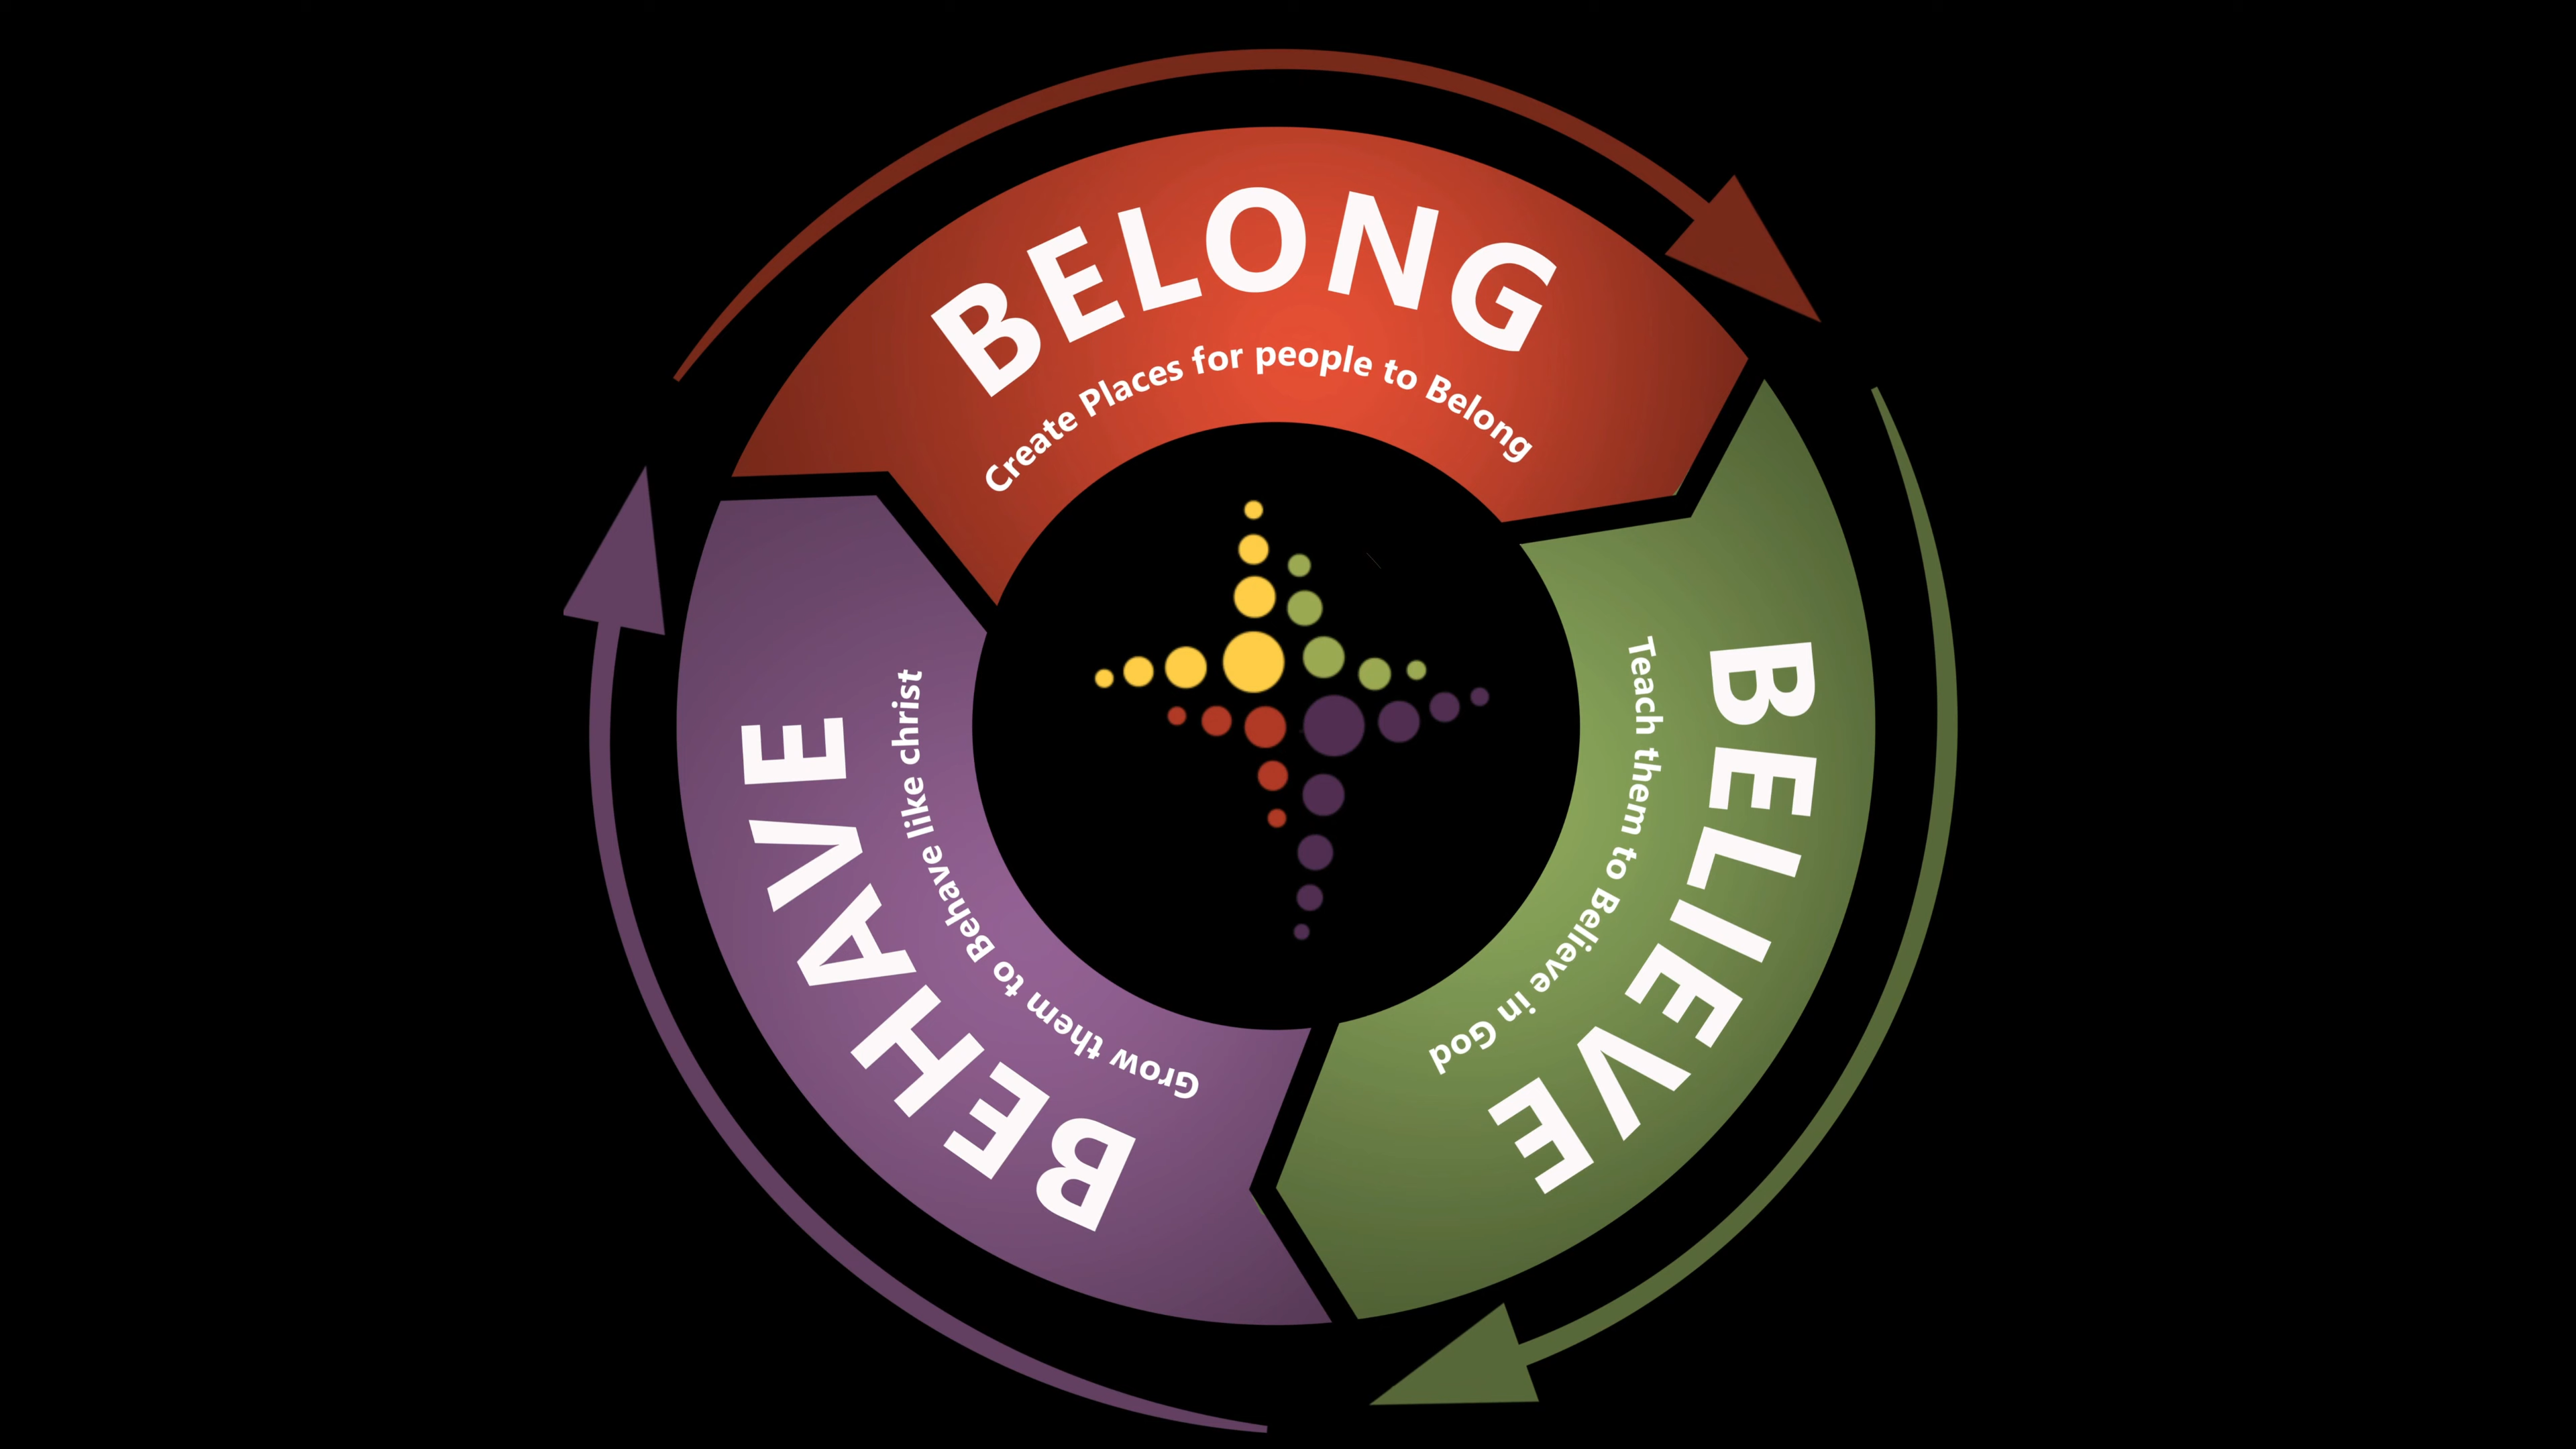 BELONG
Create Places for people to Belong
BELIEVE
Teach them to Believe in God
BEHAVE
Grow them to Behave like christ